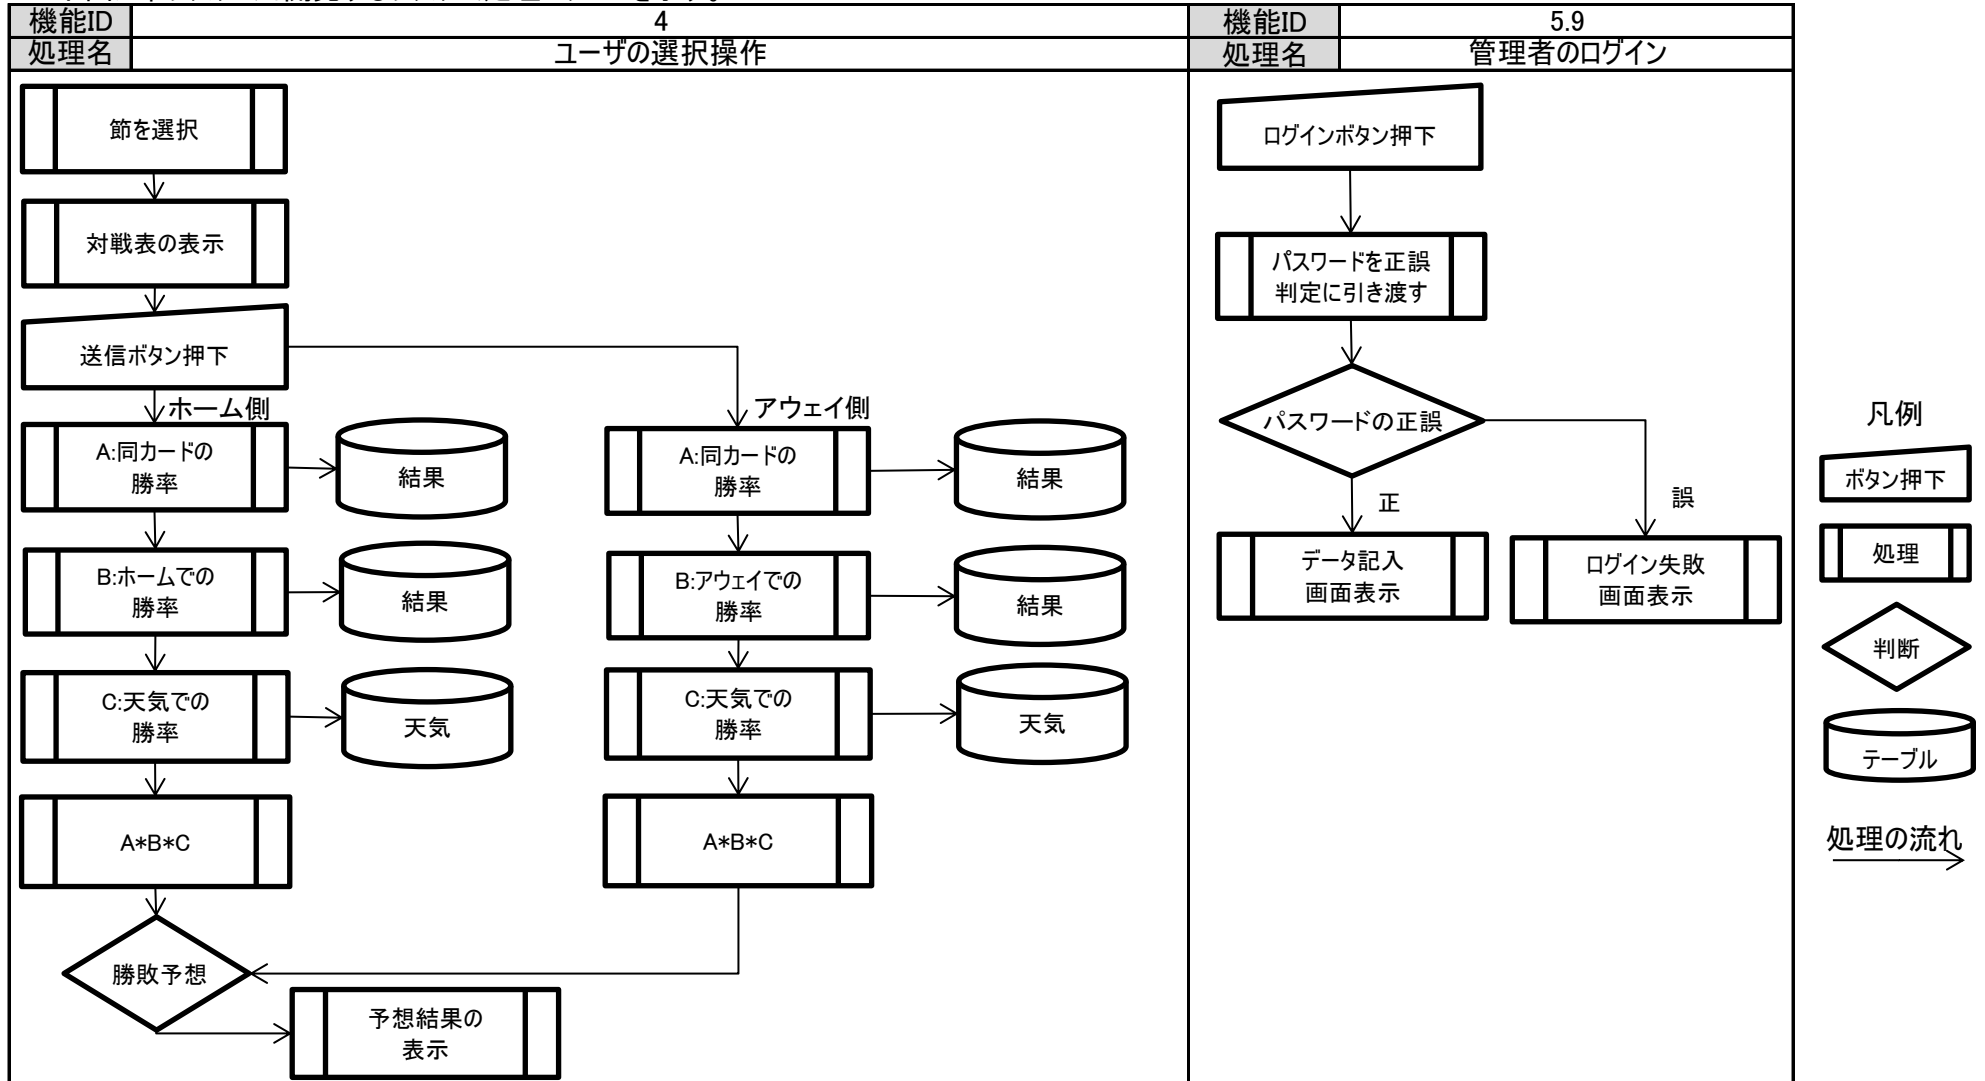 機能ID
4
処理名
ユーザの選択操作
機能ID
5.9
処理名
管理者のログイン
節を選択
対戦表の表示
送信ボタン押下
ホーム側
A:同カードの
勝率
結果
B:ホームでの
勝率
結果
C:天気での
勝率
天気
A*B*C
アウェイ側
A:同カードの
勝率
結果
B:アウェイでの
勝率
結果
C:天気での
勝率
天気
A*B*C
勝敗予想
予想結果の
表示
ログインボタン押下
パスワードを正誤
判定に引き渡す
パスワードの正誤
正
誤
データ記入
画面表示
ログイン失敗
画面表示
凡例
ボタン押下
処理
判断
テーブル
処理の流れ